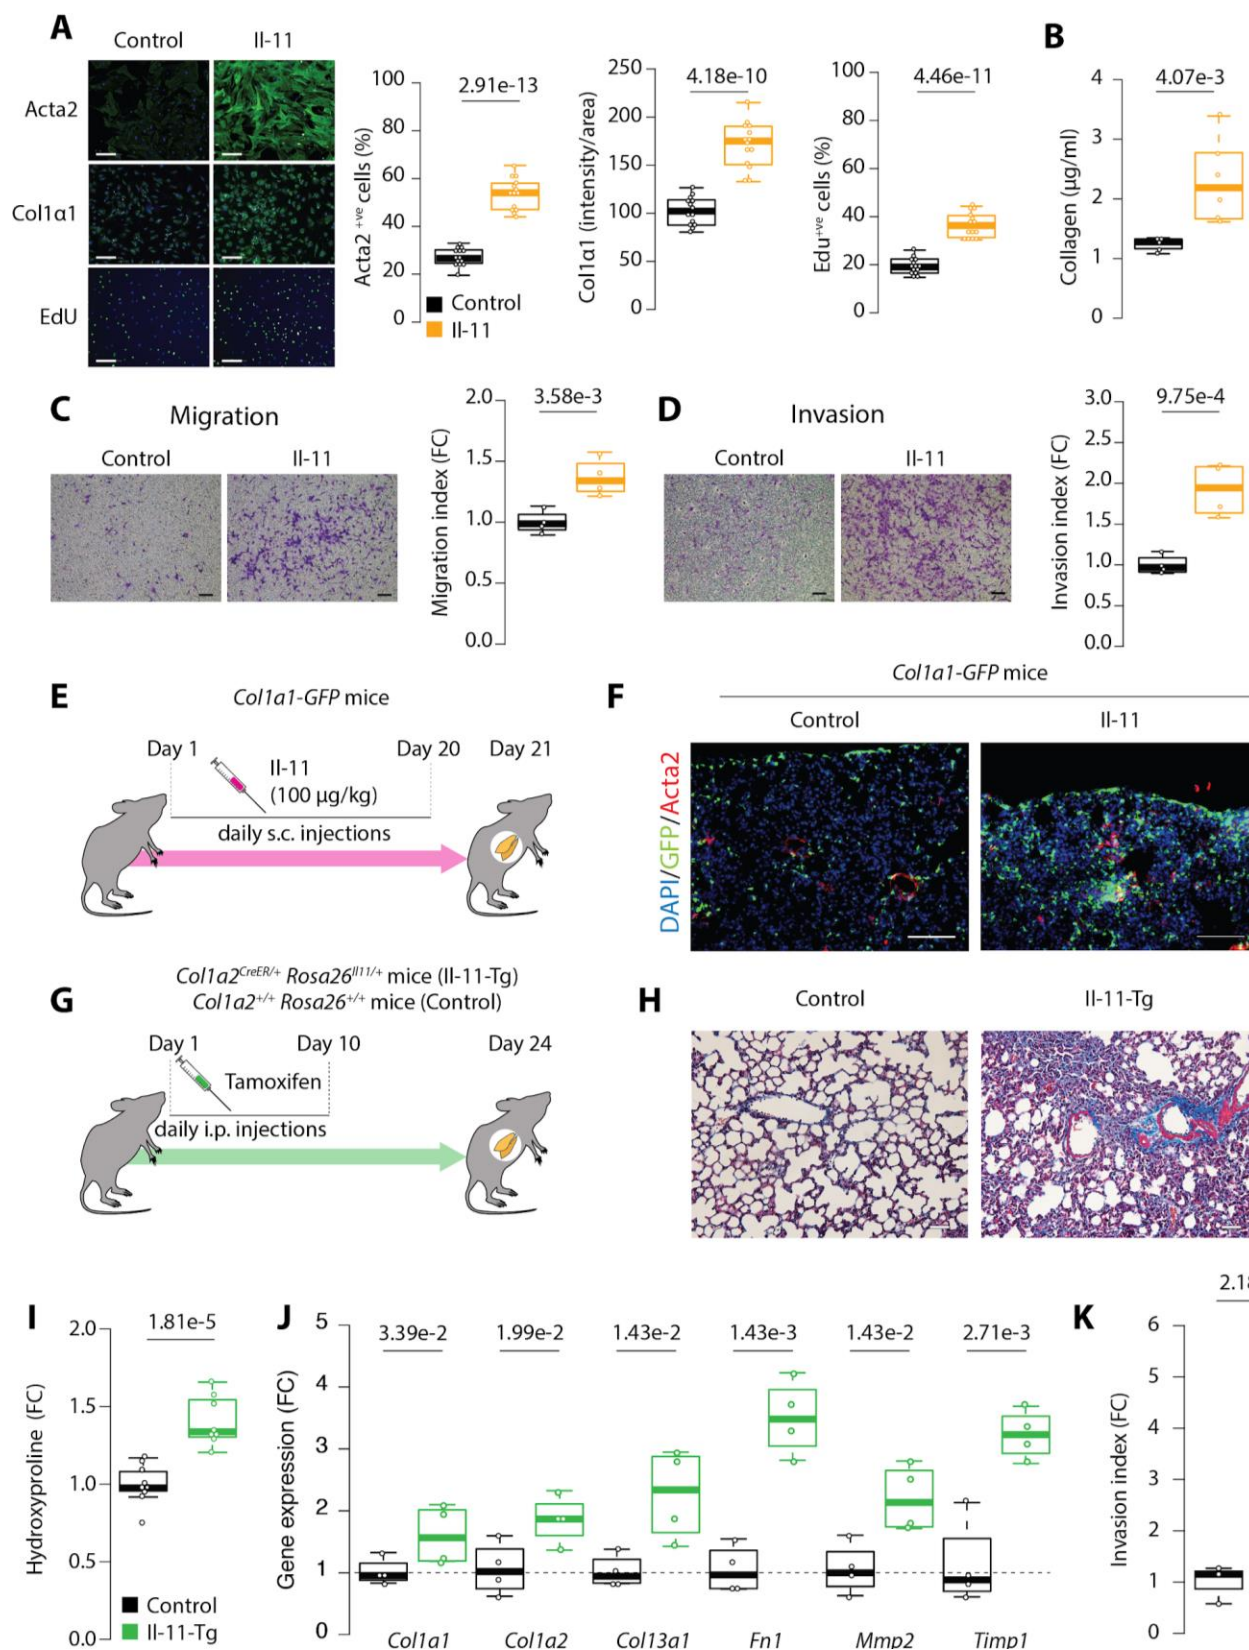 A
Control
Il-11
Acta2
Col1α1
EdU
Acta2 +ve cells (%)
100
80
60
40
20
0
2.91e-13
Control
Il-11
Col1α1 (intensity/area)
250
200
150
100
50
0
4.18e-10
Edu+ve cells (%)
100
80
60
40
20
0
4.46e-11
B
Collagen (µg/ml)
4
3
2
1
0
4.07e-3
C
Migration
Control
Il-11
Migration index (FC)
2.0
1.5
1.0
0.5
0.0
3.58e-3
D
Invasion
Control
Il-11
Invasion index (FC)
3.0
2.5
2.0
1.5
1.0
0.5
0.0
9.75e-4
E
Col1a1-GFP mice
Day 1
Day 20
Day 21
Il-11
(100 µg/kg)
daily s.c. injections
F
Col1a1-GFP mice
Control
Il-11
DAPI/GFP/Acta2
G
Col1a2CreER/+ Rosa26Il11/+ mice (Il-11-Tg)
Col1a2+/+ Rosa26+/+ mice (Control)
Day 1
Day 10
Day 24
Tamoxifen
daily i.p. injections
H
Control
Il-11-Tg
I
Hydroxyproline (FC)
2.0
1.5
1.0
0.5
0.0
1.81e-5
Control
Il-11-Tg
J
Gene expression (FC)
5
4
3
2
1
0
3.39e-2
1.99e-2
1.43e-2
1.43e-3
1.43e-2
2.71e-3
Col1a1
Col1a2
Col13a1
Fn1
Mmp2
Timp1
K
Invasion index (FC)
6
5
4
3
2
1
0